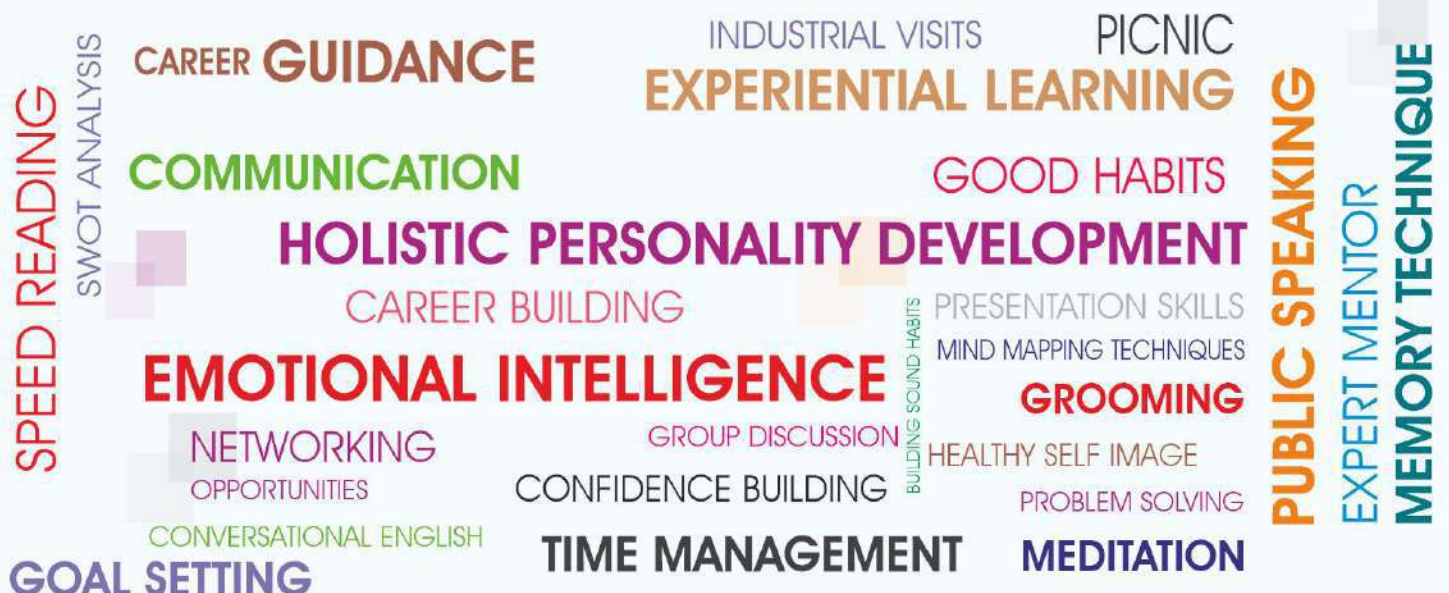 SPEED READING
SWOT ANALYSIS
CAREER GUIDANCE
INDUSTRIAL VISITS
PICNIC
EXPERIENTIAL LEARNING
COMMUNICATION
GOOD HABITS
HOLISTIC PERSONALITY DEVELOPMENT
CAREER BUILDING
PRESENTATION SKILLS
MIND MAPPING TECHNIQUES
EMOTIONAL INTELLIGENCE
BUILDING SOUND HABITS
GROOMING
NETWORKING
OPPORTUNITIES
GROUP DISCUSSION
HEALTHY SELF IMAGE
CONFIDENCE BUILDING
PROBLEM SOLVING
CONVERSATIONAL ENGLISH
TIME MANAGEMENT
MEDITATION
GOAL SETTING
PUBLIC SPEAKING
EXPERT MENTOR
MEMORY TECHNIQUE